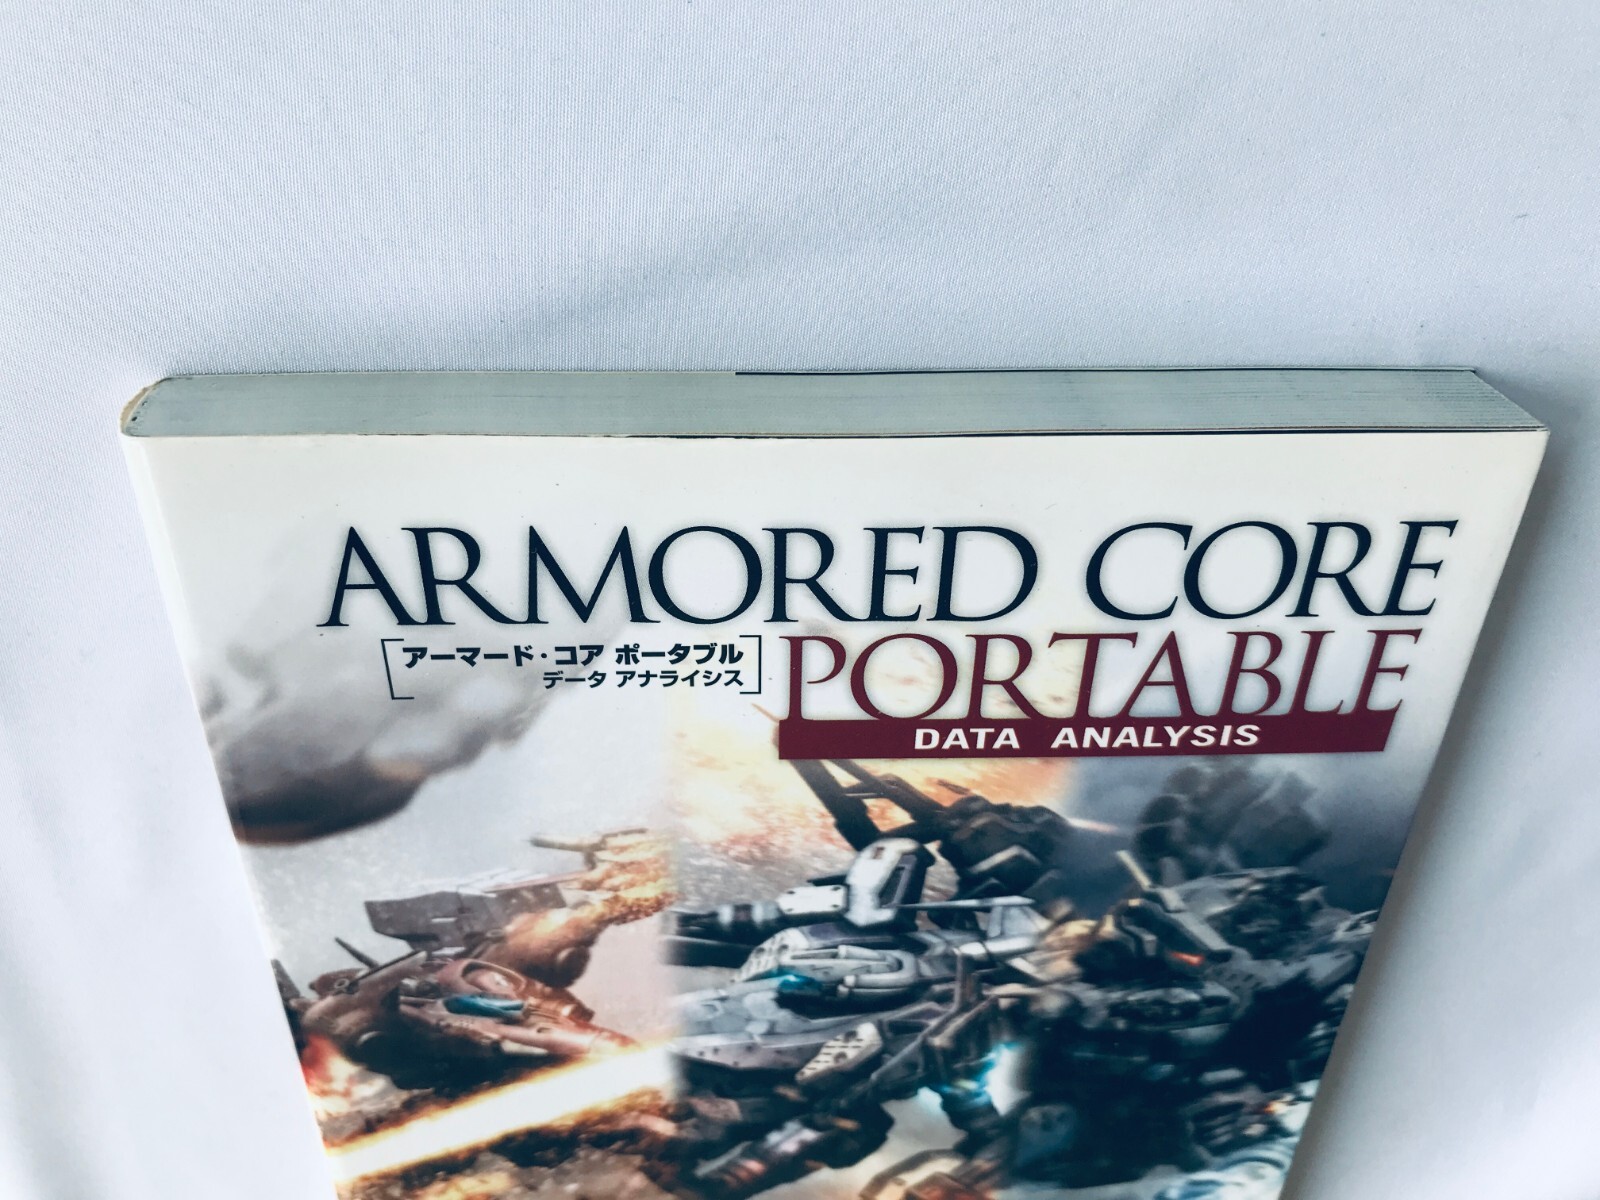 ARMORED CORE
[アーマード・コア ポータブル
データ アナライシス]
PORTABLE
DATA ANALYSIS